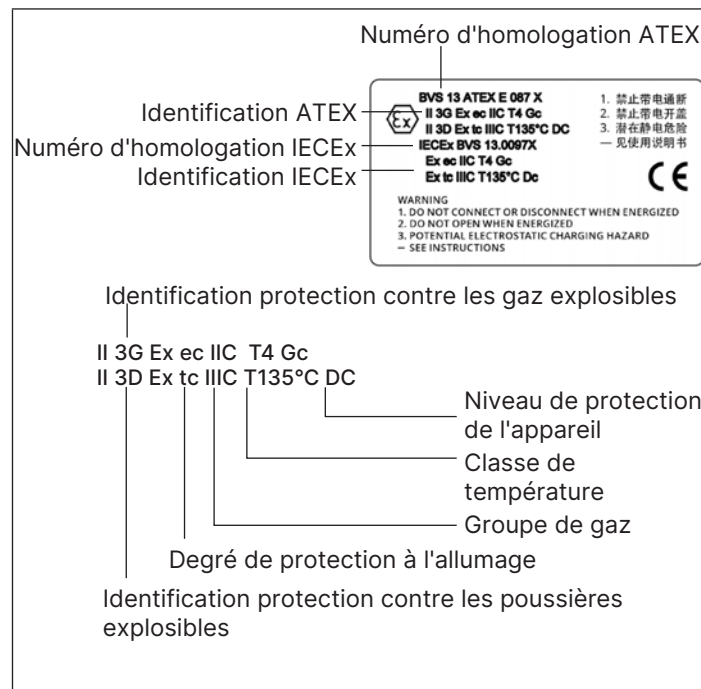 Numéro d'homologation ATEX
BVS 13 ATEX E 087 X
Identification ATEX
II 3G Ex ec IIC T4 Gc
II 3D Ex tc IIIC T135°C DC
Numéro d'homologation IECEx
IECEx BVS 13.0097X
Identification IECEx
Ex ec IIC T4 Gc
Ex tc IIIC T135°C Dc
1. 禁止带电通断
2. 禁止带电开盖
3. 潜在静电危险
— 见使用说明书
Ex
CE
WARNING
1. DO NOT CONNECT OR DISCONNECT WHEN ENERGIZED
2. DO NOT OPEN WHEN ENERGIZED
3. POTENTIAL ELECTROSTATIC CHARGING HAZARD
— SEE INSTRUCTIONS
Identification protection contre les gaz explosibles
II 3G Ex ec IIC T4 Gc
II 3D Ex tc IIIC T135°C DC
Niveau de protection
de l'appareil
Classe de
température
Groupe de gaz
Degré de protection à l'allumage
Identification protection contre les poussières
explosibles